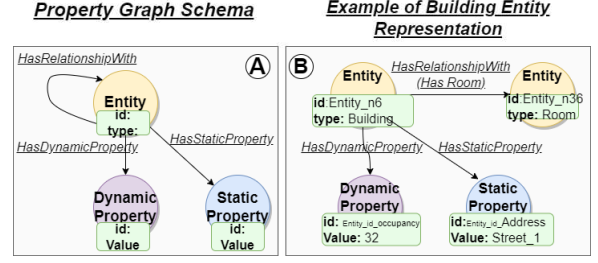 Property Graph Schema
HasRelationshipWith
A
Entity
id:
type:
HasDynamicProperty
HasStaticProperty
Dynamic
Property
id:
Value
Static
Property
id:
Value
Example of Building Entity
Representation
B
Entity
id:Entity_n6
type: Building
HasRelationshipWith
(Has Room)
Entity
id:Entity_n36
type: Room
HasDynamicProperty
HasStaticProperty
Dynamic
Property
id: Entity_id_occupancy
Value: 32
Static
Property
id:Entity_id_Address
Value: Street_1